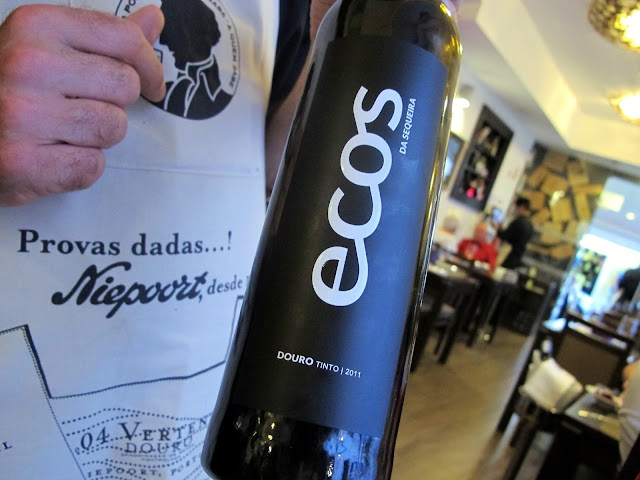 Provas dadas...!
Niepoort, desde
04 VERTEN
DOURO
ecos
DA SEQUEIRA
DOURO TINTO | 2011